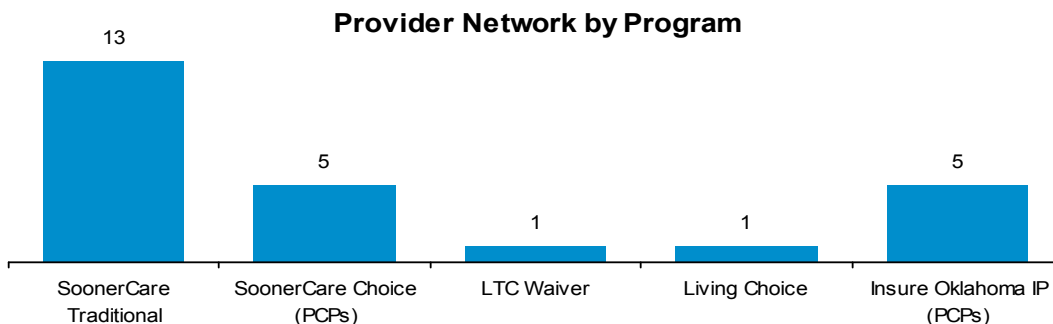 Provider Network by Program
13
5
1
1
5
SoonerCare Traditional
SoonerCare Choice (PCPs)
LTC Waiver
Living Choice
Insure Oklahoma IP (PCPs)